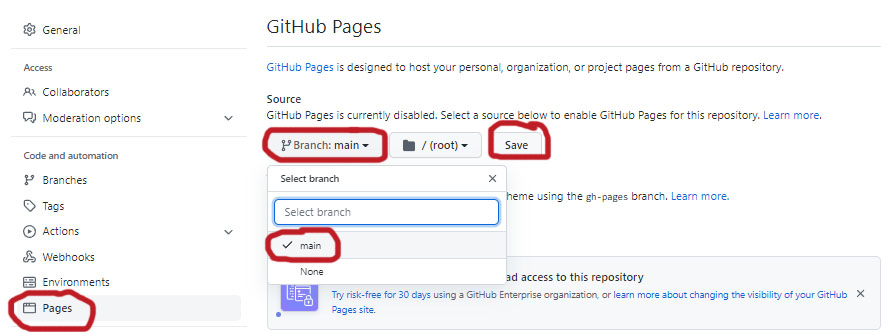 General
Access
Collaborators
Moderation options
Code and automation
Branches
Tags
Actions
Webhooks
Environments
Pages
GitHub Pages
GitHub Pages is designed to host your personal, organization, or project pages from a GitHub repository.
Source
GitHub Pages is currently disabled. Select a source below to enable GitHub Pages for this repository. Learn more.
Branch: main
/ (root)
Save
Select branch
Select branch
main
None
heme using the gh-pages branch. Learn more.
ad access to this repository
Try risk-free for 30 days using a GitHub Enterprise organization, or learn more about changing the visibility of your GitHub
Pages site.